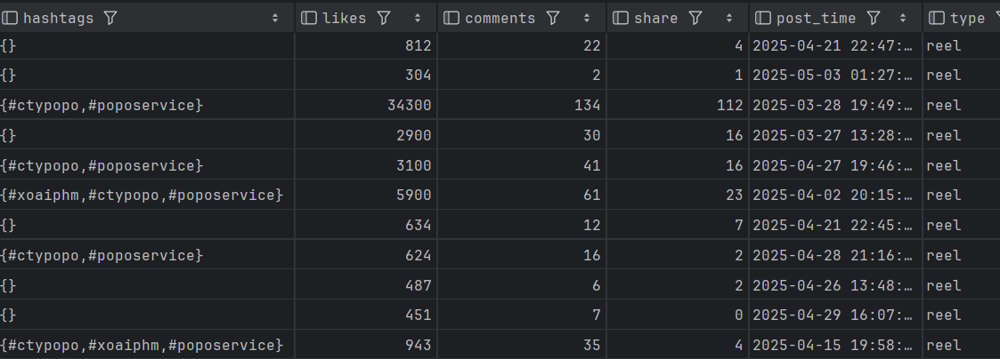 hashtags likes comments share post_time type
{} 812 22 4 2025-04-21 22:47:… reel
{} 304 2 1 2025-05-03 01:27:… reel
{#ctypopo,#poposervice} 34300 134 112 2025-03-28 19:49:… reel
{} 2900 30 16 2025-03-27 13:28:… reel
{#ctypopo,#poposervice} 3100 41 16 2025-04-27 19:46:… reel
{#xoaiphm,#ctypopo,#poposervice} 5900 61 23 2025-04-02 20:15:… reel
{} 634 12 7 2025-04-21 22:45:… reel
{#ctypopo,#poposervice} 624 16 2 2025-04-28 21:16:… reel
{} 487 6 2 2025-04-26 13:48:… reel
{} 451 7 0 2025-04-29 16:07:… reel
{#ctypopo,#xoaiphm,#poposervice} 943 35 4 2025-04-15 19:58:… reel